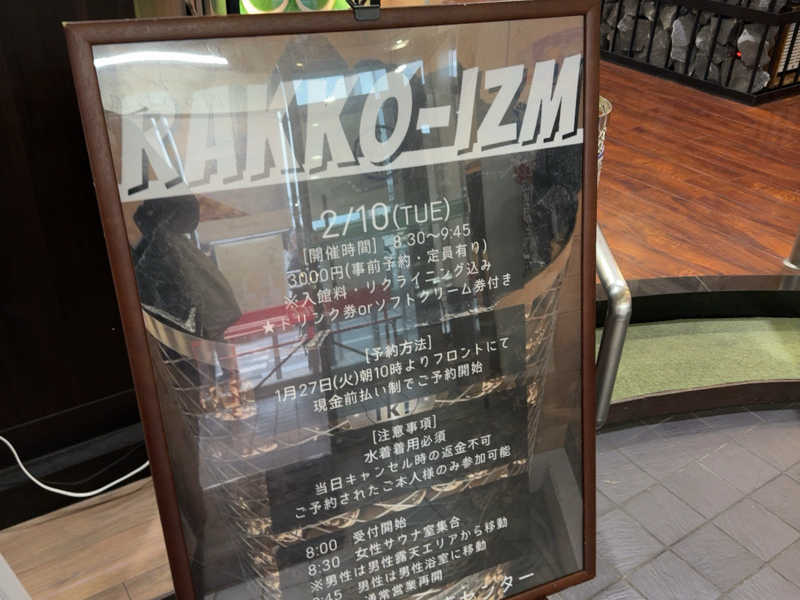 RAKKO-IZM
2/10(TUE)
[開催時間] 8:30〜9:45
3000円(事前予約・定員有り)
※入館料・リクライニング込み
★ドリンク券orソフトクリーム券付き
[予約方法]
1月27日(火)朝10時よりフロントにて
現金前払い制でご予約開始
[注意事項]
水着着用必須
当日キャンセル時の返金不可
ご予約されたご本人様のみ参加可能
8:00 受付開始
8:30 女性サウナ室集合
※男性は男性露天エリアから移動
:45 男性は男性浴室に移動
通常営業再開
センター